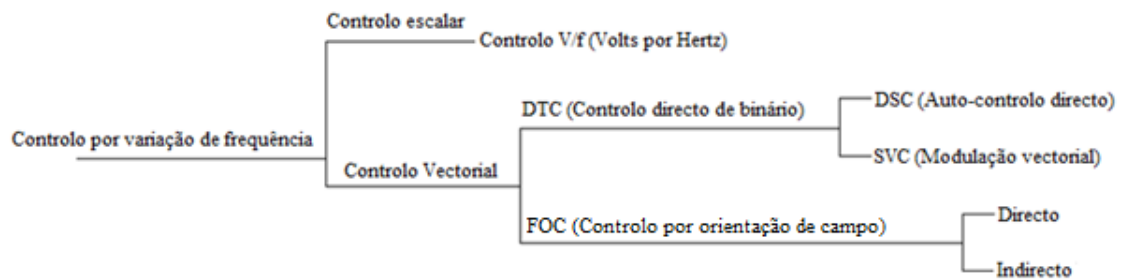 Controlo escalar
Controlo V/f (Volts por Hertz)
DTC (Controlo directo de binário)
DSC (Auto-controlo directo)
Controlo por variação de frequência
SVC (Modulação vectorial)
Controlo Vectorial
FOC (Controlo por orientação de campo)
Directo
Indirecto